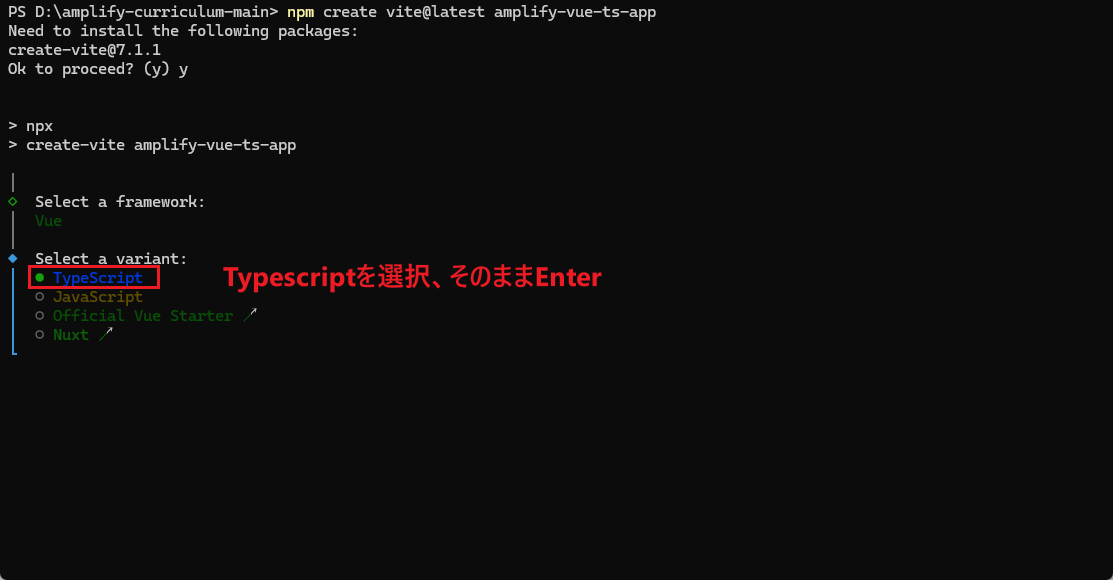 PS D:\amplify-curriculum-main> npm create vite@latest amplify-vue-ts-app
Need to install the following packages:
create-vite@7.1.1
Ok to proceed? (y) y
> npx
> create-vite amplify-vue-ts-app
Select a framework:
Vue
Select a variant:
TypeScript
Typescriptを選択、そのままEnter
JavaScript
Official Vue Starter ↗
Nuxt ↗